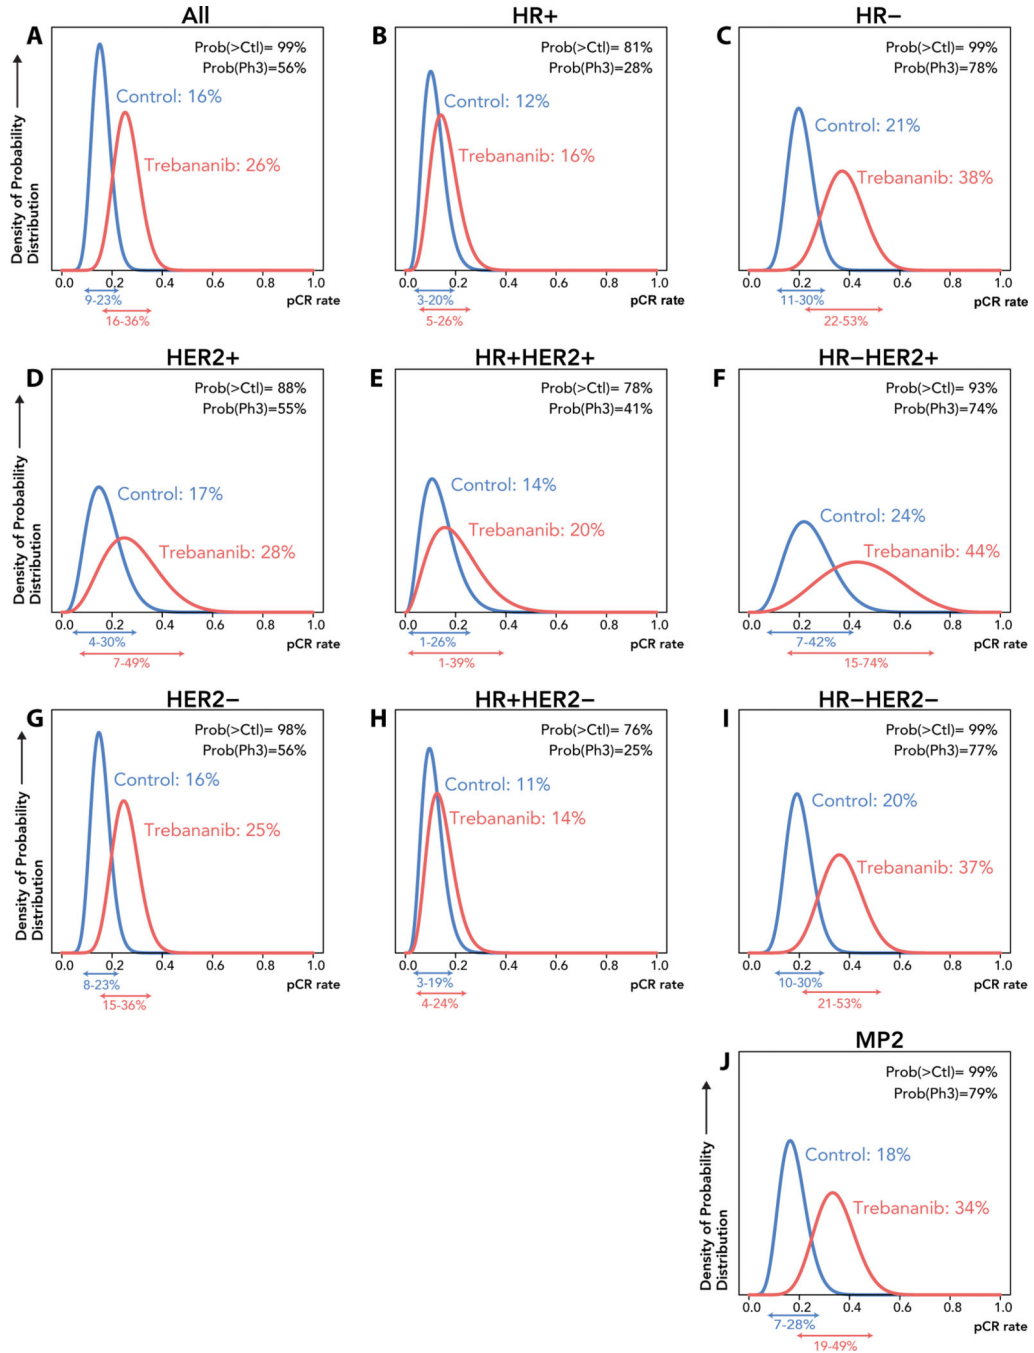 All
A
Prob(>Ctl)= 99%
Prob(Ph3)=56%
Control: 16%
Trebananib: 26%
Density of Probability
Distribution
0.0 0.2 0.4 0.6 0.8 1.0
9-23%
pCR rate
16-36%
HR+
B
Prob(>Ctl)= 81%
Prob(Ph3)=28%
Control: 12%
Trebananib: 16%
0.0 0.2 0.4 0.6 0.8 1.0
3-20%
pCR rate
5-26%
HR−
C
Prob(>Ctl)= 99%
Prob(Ph3)= 78%
Control: 21%
Trebananib: 38%
0.0 0.2 0.4 0.6 0.8 1.0
11-30%
pCR rate
22-53%
HER2+
D
Prob(>Ctl)= 88%
Prob(Ph3)=55%
Control: 17%
Trebananib: 28%
Density of Probability
Distribution
0.0 0.2 0.4 0.6 0.8 1.0
4-30%
pCR rate
7-49%
HR+HER2+
E
Prob(>Ctl)= 78%
Prob(Ph3)=41%
Control: 14%
Trebananib: 20%
0.0 0.2 0.4 0.6 0.8 1.0
1-26%
pCR rate
1-39%
HR−HER2+
F
Prob(>Ctl)= 93%
Prob(Ph3)=74%
Control: 24%
Trebananib: 44%
0.0 0.2 0.4 0.6 0.8 1.0
7-42%
pCR rate
15-74%
HER2−
G
Prob(>Ctl)= 98%
Prob(Ph3)=56%
Control: 16%
Trebananib: 25%
Density of Probability
Distribution
0.0 0.2 0.4 0.6 0.8 1.0
8-23%
pCR rate
15-36%
HR+HER2−
H
Prob(>Ctl)= 76%
Prob(Ph3)=25%
Control: 11%
Trebananib: 14%
0.0 0.2 0.4 0.6 0.8 1.0
3-19%
pCR rate
4-24%
HR−HER2−
I
Prob(>Ctl)= 99%
Prob(Ph3)=77%
Control: 20%
Trebananib: 37%
0.0 0.2 0.4 0.6 0.8 1.0
10-30%
pCR rate
21-53%
MP2
J
Prob(>Ctl)= 99%
Prob(Ph3)=79%
Control: 18%
Trebananib: 34%
Density of Probability
Distribution
0.0 0.2 0.4 0.6 0.8 1.0
7-28%
pCR rate
19-49%